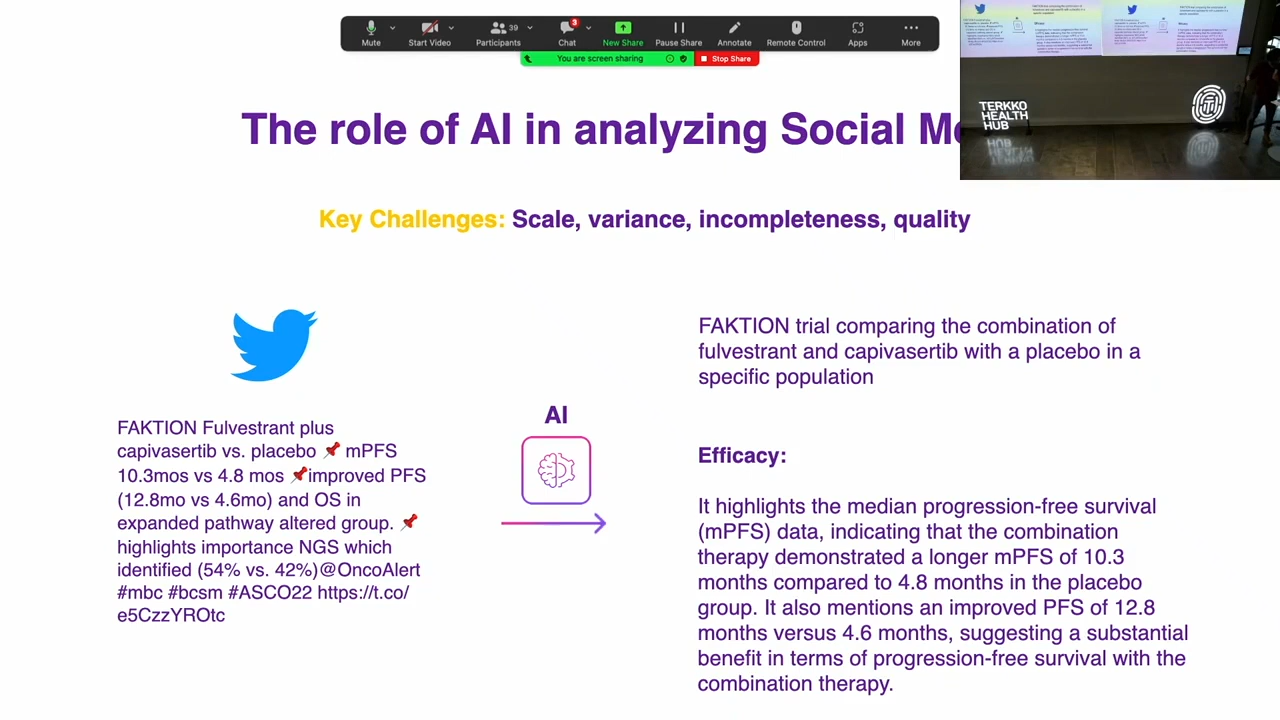 Mute
Start Video
Participants
39
Chat
3
New Share
Pause Share
Annotate
Remote Control
Apps
More
You are screen sharing
Stop Share
TERKKO
HEALTH
HUB
The role of AI in analyzing Social Me
Key Challenges: Scale, variance, incompleteness, quality
FAKTION Fulvestrant plus
capivasertib vs. placebo 📌 mPFS
10.3mos vs 4.8 mos 📌improved PFS
(12.8mo vs 4.6mo) and OS in
expanded pathway altered group. 📌
highlights importance NGS which
identified (54% vs. 42%)@OncoAlert
#mbc #bcsm #ASCO22 https://t.co/
e5CzzYROtc
AI
FAKTION trial comparing the combination of
fulvestrant and capivasertib with a placebo in a
specific population
Efficacy:
It highlights the median progression-free survival
(mPFS) data, indicating that the combination
therapy demonstrated a longer mPFS of 10.3
months compared to 4.8 months in the placebo
group. It also mentions an improved PFS of 12.8
months versus 4.6 months, suggesting a substantial
benefit in terms of progression-free survival with the
combination therapy.